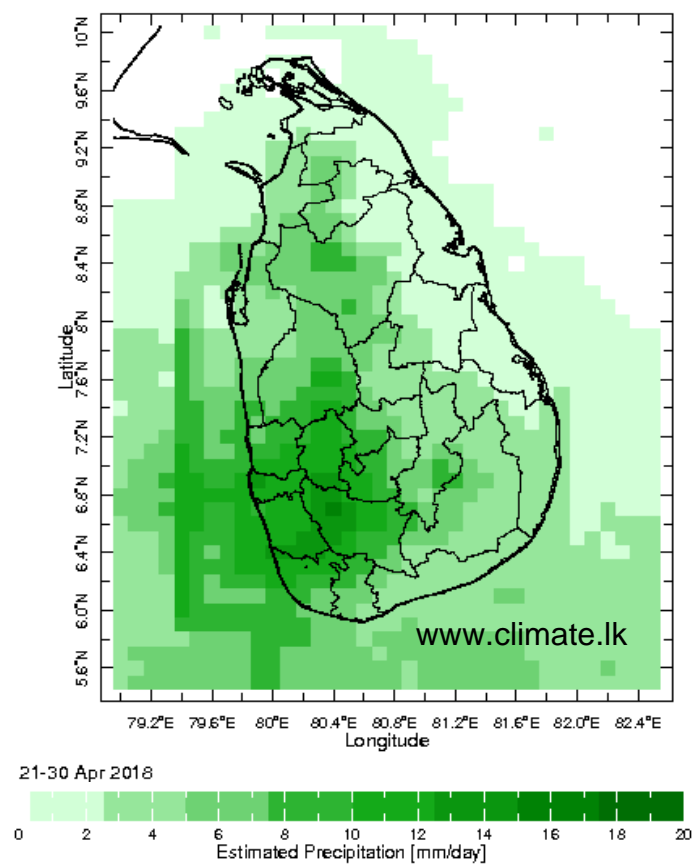 10°N
9.6°N
9.2°N
8.8°N
8.4°N
8°N
7.6°N
7.2°N
6.8°N
6.4°N
6.0°N
5.6°N
Latitude
www.climate.lk
79.2°E 79.6°E 80°E 80.4°E 80.8°E 81.2°E 81.6°E 82.0°E 82.4°E
Longitude
21-30 Apr 2018
0 2 4 6 8 10 12 14 16 18 20
Estimated Precipitation [mm/day]